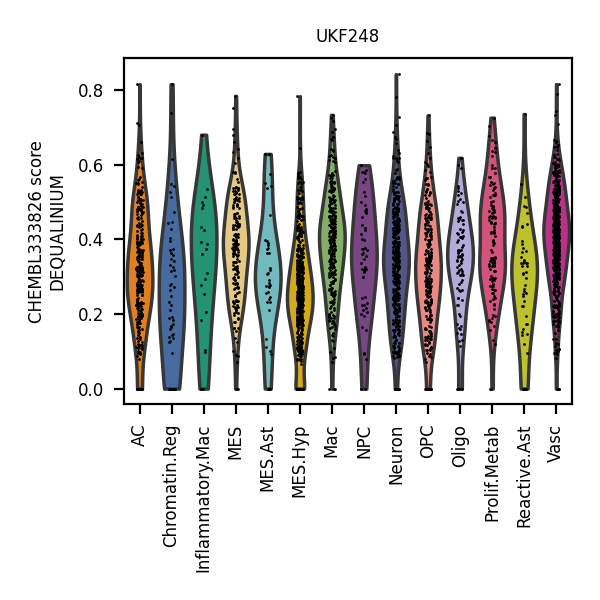 UKF248
CHEMBL333826 score
DEQUALINIUM
0.8
0.6
0.4
0.2
0.0
AC
Chromatin.Reg
Inflammatory.Mac
MES
MES.Ast
MES.Hyp
Mac
NPC
Neuron
OPC
Oligo
Prolif.Metab
Reactive.Ast
Vasc